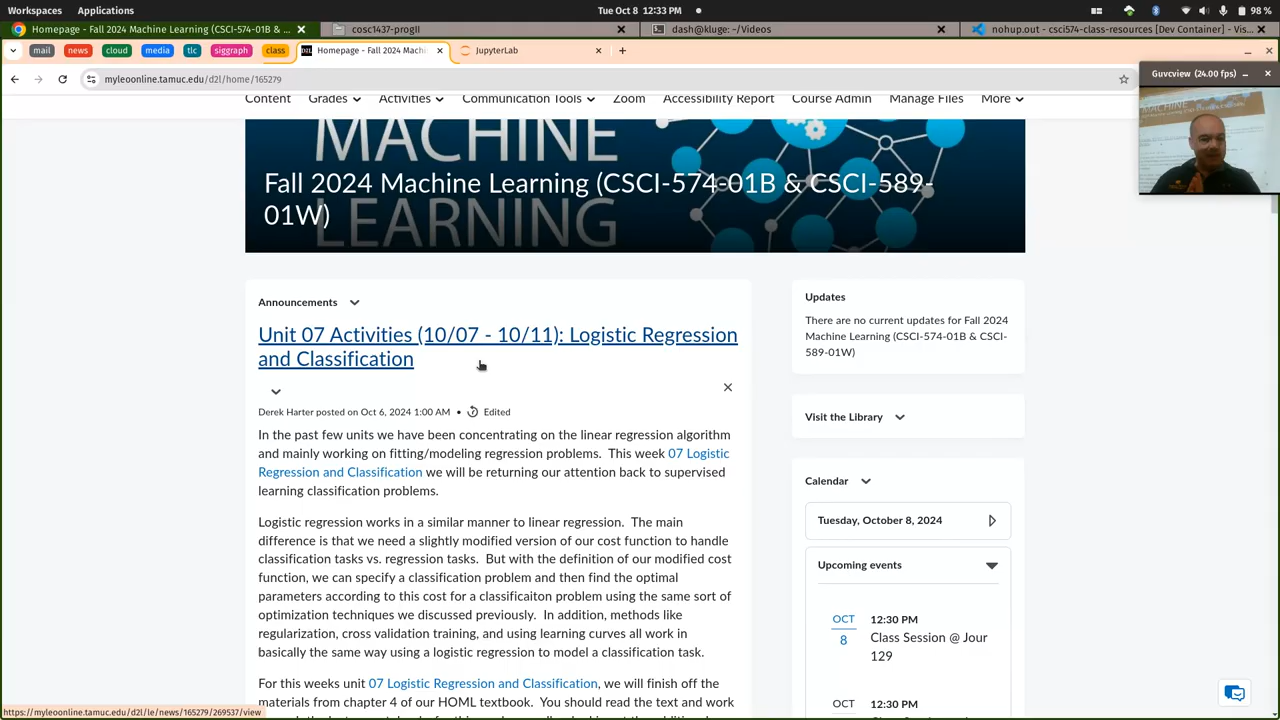 Workspaces Applications Tue Oct 8 12:33 PM 98 %
Homepage - Fall 2024 Machine Learning (CSCI-574-01B & ... cosc1437-progII dash@kluge: ~/Videos nohup.out - csci574-class-resources [Dev Container] - Vis...
mail news cloud media tlc siggraph class Homepage - Fall 2024 Machin JupyterLab
myleoonline.tamuc.edu/d2l/home/165279
Guvcview (24.00 fps)
Content Grades Activities Communication Tools Zoom Accessibility Report Course Admin Manage Files More
MACHINE
LEARNING
Fall 2024 Machine Learning (CSCI-574-01B & CSCI-589-
01W)
Announcements
Unit 07 Activities (10/07 - 10/11): Logistic Regression
and Classification
Derek Harter posted on Oct 6, 2024 1:00 AM • Edited
In the past few units we have been concentrating on the linear regression algorithm
and mainly working on fitting/modeling regression problems. This week 07 Logistic
Regression and Classification we will be returning our attention back to supervised
learning classification problems.
Logistic regression works in a similar manner to linear regression. The main
difference is that we need a slightly modified version of our cost function to handle
classification tasks vs. regression tasks. But with the definition of our modified cost
function, we can specify a classification problem and then find the optimal
parameters according to this cost for a classificaiton problem using the same sort of
optimization techniques we discussed previously. In addition, methods like
regularization, cross validation training, and using learning curves all work in
basically the same way using a logistic regression to model a classification task.
For this weeks unit 07 Logistic Regression and Classification, we will finish off the
materials from chapter 4 of our HOML textbook. You should read the text and work
Updates
There are no current updates for Fall 2024
Machine Learning (CSCI-574-01B & CSCI-
589-01W)
Visit the Library
Calendar
Tuesday, October 8, 2024
Upcoming events
OCT
8
12:30 PM
Class Session @ Jour
129
OCT
12:30 PM
https://myleoonline.tamuc.edu/d2l/le/news/165279/269537/view